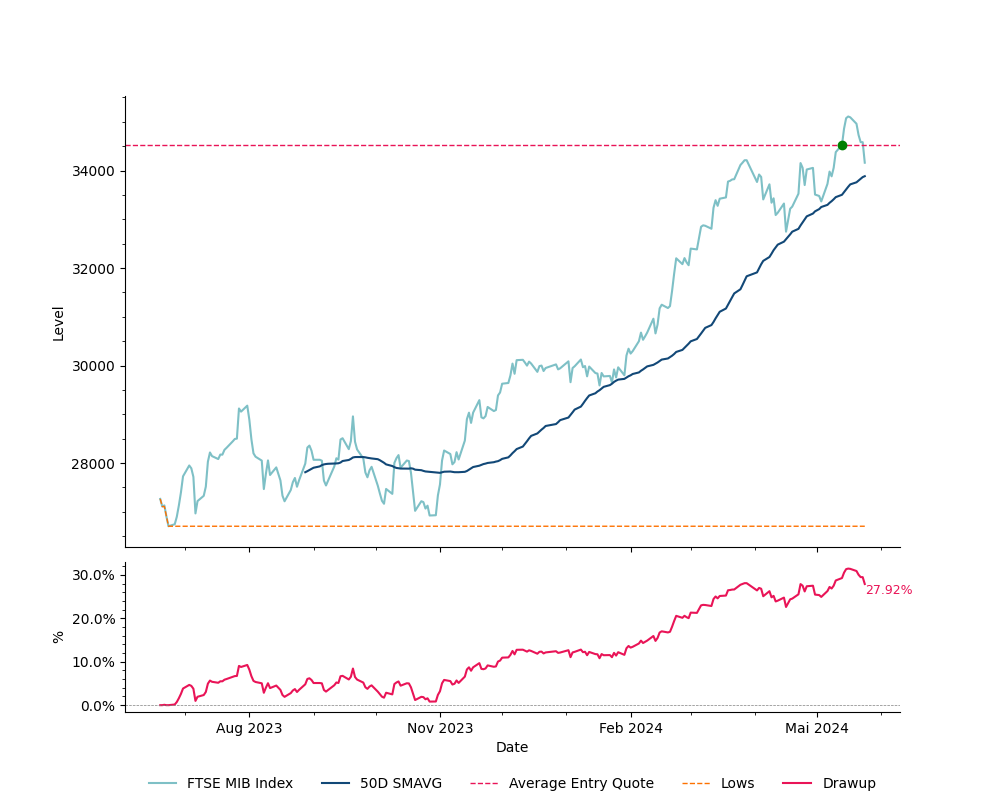 34000
32000
30000
28000
Level
30.0%
20.0%
10.0%
0.0%
%
27.92%
Aug 2023 Nov 2023 Feb 2024 Mai 2024
Date
FTSE MIB Index 50D SMAVG Average Entry Quote Lows Drawup